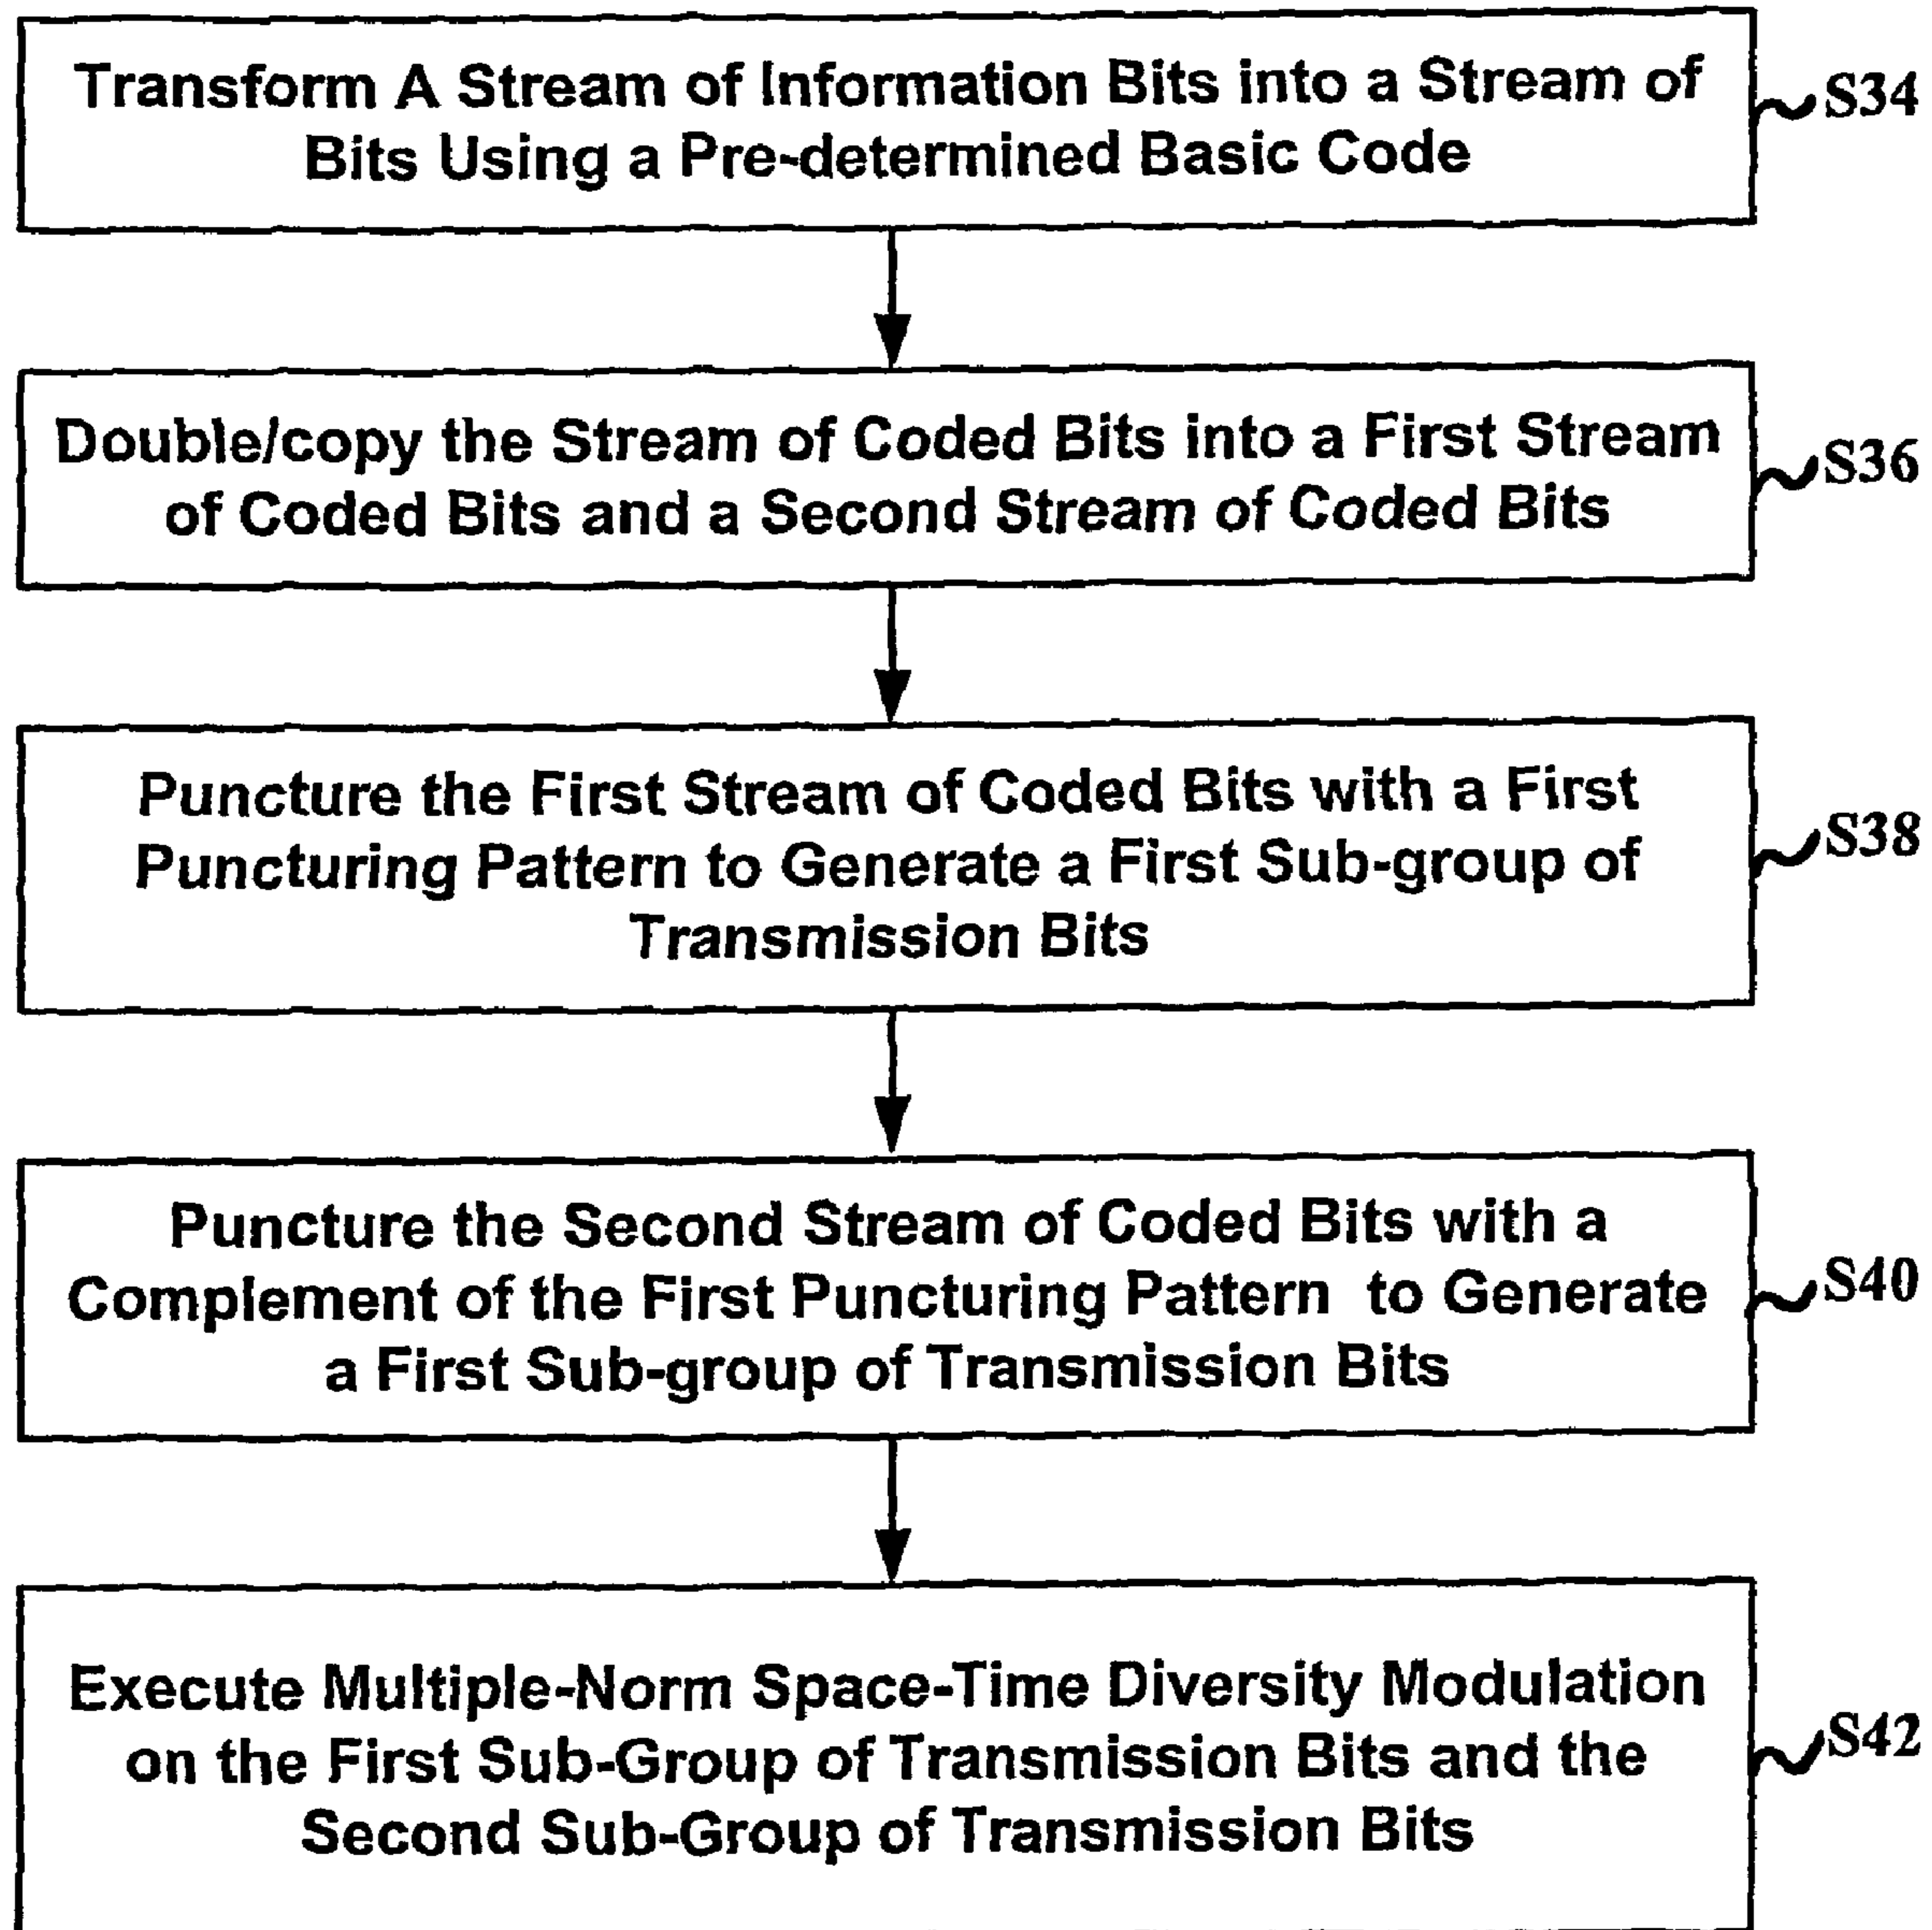 Transform A Stream of Information Bits into a Stream of
Bits Using a Pre-determined Basic Code
S34
Double/copy the Stream of Coded Bits into a First Stream
of Coded Bits and a Second Stream of Coded Bits
S36
Puncture the First Stream of Coded Bits with a First
Puncturing Pattern to Generate a First Sub-group of
Transmission Bits
S38
Puncture the Second Stream of Coded Bits with a
Complement of the First Puncturing Pattern to Generate
a First Sub-group of Transmission Bits
S40
Execute Multiple-Norm Space-Time Diversity Modulation
on the First Sub-Group of Transmission Bits and the
Second Sub-Group of Transmission Bits
S42